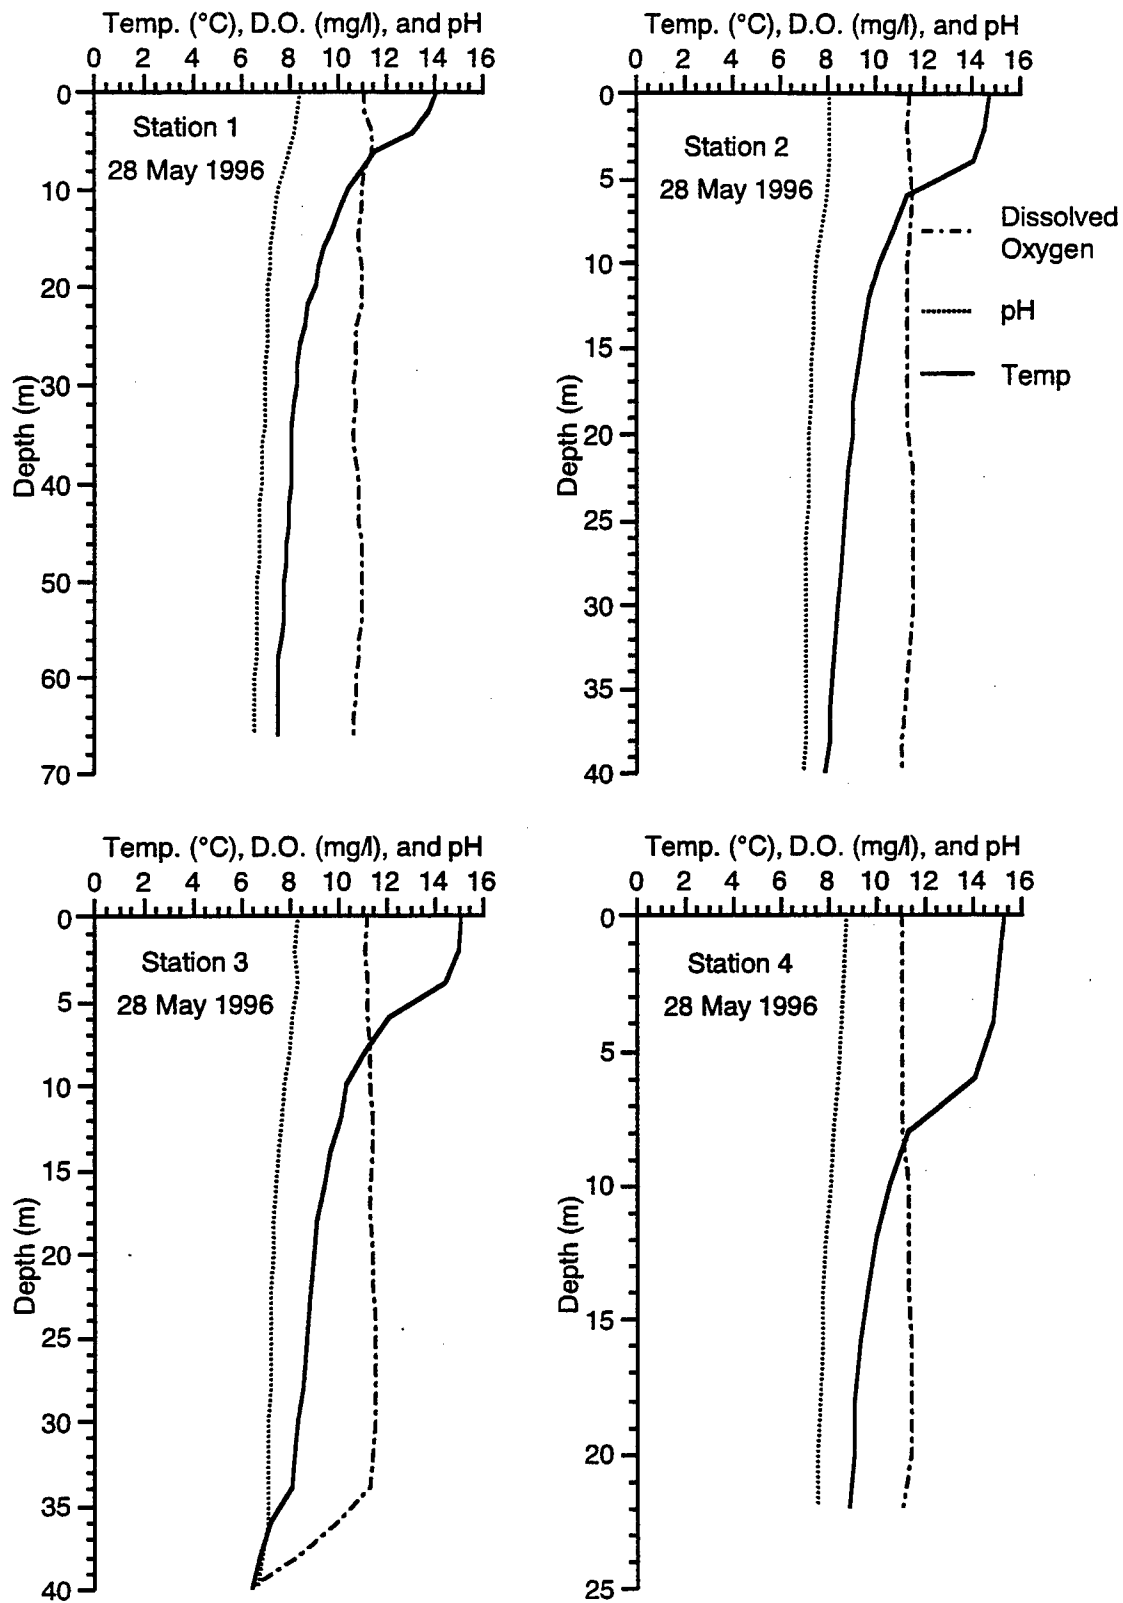 Temp. (°C), D.O. (mg/l), and pH
0 2 4 6 8 10 12 14 16
0
10
20
30
40
50
60
70
Depth (m)
Station 1
28 May 1996
Temp. (°C), D.O. (mg/l), and pH
0 2 4 6 8 10 12 14 16
0
5
10
15
20
25
30
35
40
Depth (m)
Station 2
28 May 1996
Dissolved
Oxygen
pH
Temp
Temp. (°C), D.O. (mg/l), and pH
0 2 4 6 8 10 12 14 16
0
5
10
15
20
25
30
35
40
Depth (m)
Station 3
28 May 1996
Temp. (°C), D.O. (mg/l), and pH
0 2 4 6 8 10 12 14 16
0
5
10
15
20
25
Depth (m)
Station 4
28 May 1996